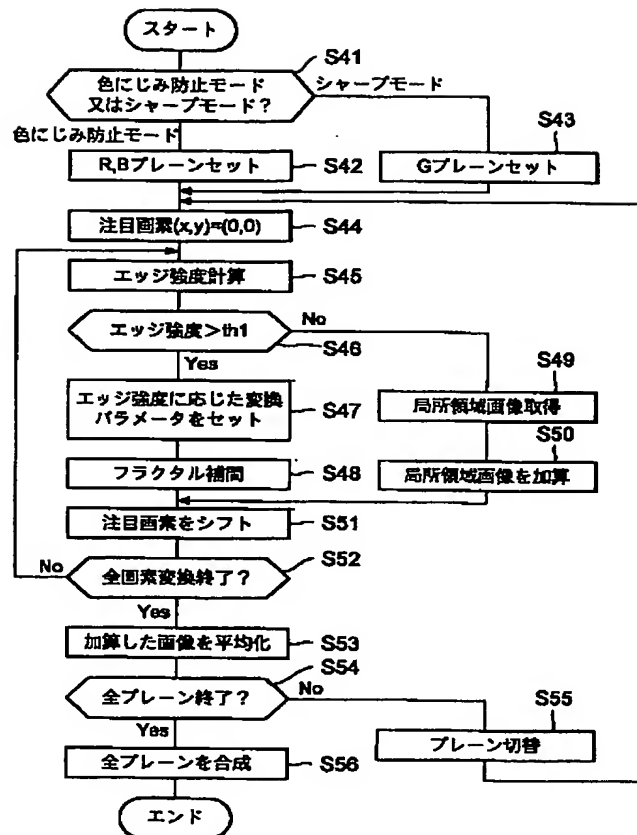 スタート
S41
色にじみ防止モード
又はシャープモード?
シャープモード
色にじみ防止モード
S43
R,Bプレーンセット
S42
Gプレーンセット
注目画素(x,y)=(0,0)
S44
エッジ強度計算
S45
エッジ強度>th1
No
S46
Yes
S49
エッジ強度に応じた変換
パラメータをセット
S47
局所領域画像取得
S50
フラクタル補間
S48
局所領域画像を加算
注目画素をシフト
S51
S52
No
全画素変換終了?
Yes
加算した画像を平均化
S53
S54
全プレーン終了?
No
S55
Yes
プレーン切替
全プレーンを合成
S56
エンド